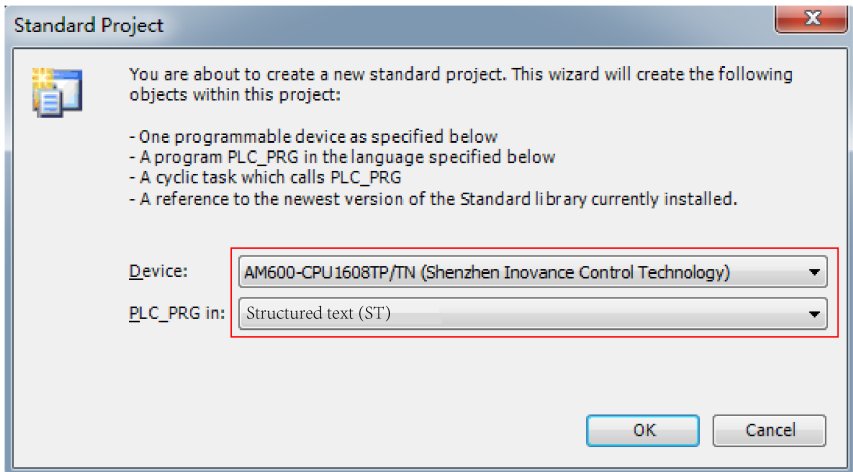 Standard Project
You are about to create a new standard project. This wizard will create the following
objects within this project:
- One programmable device as specified below
- A program PLC_PRG in the language specified below
- A cyclic task which calls PLC_PRG
- A reference to the newest version of the Standard library currently installed.
Device: AM600-CPU1608TP/TN (Shenzhen Inovance Control Technology)
PLC_PRG in: Structured text (ST)
OK Cancel